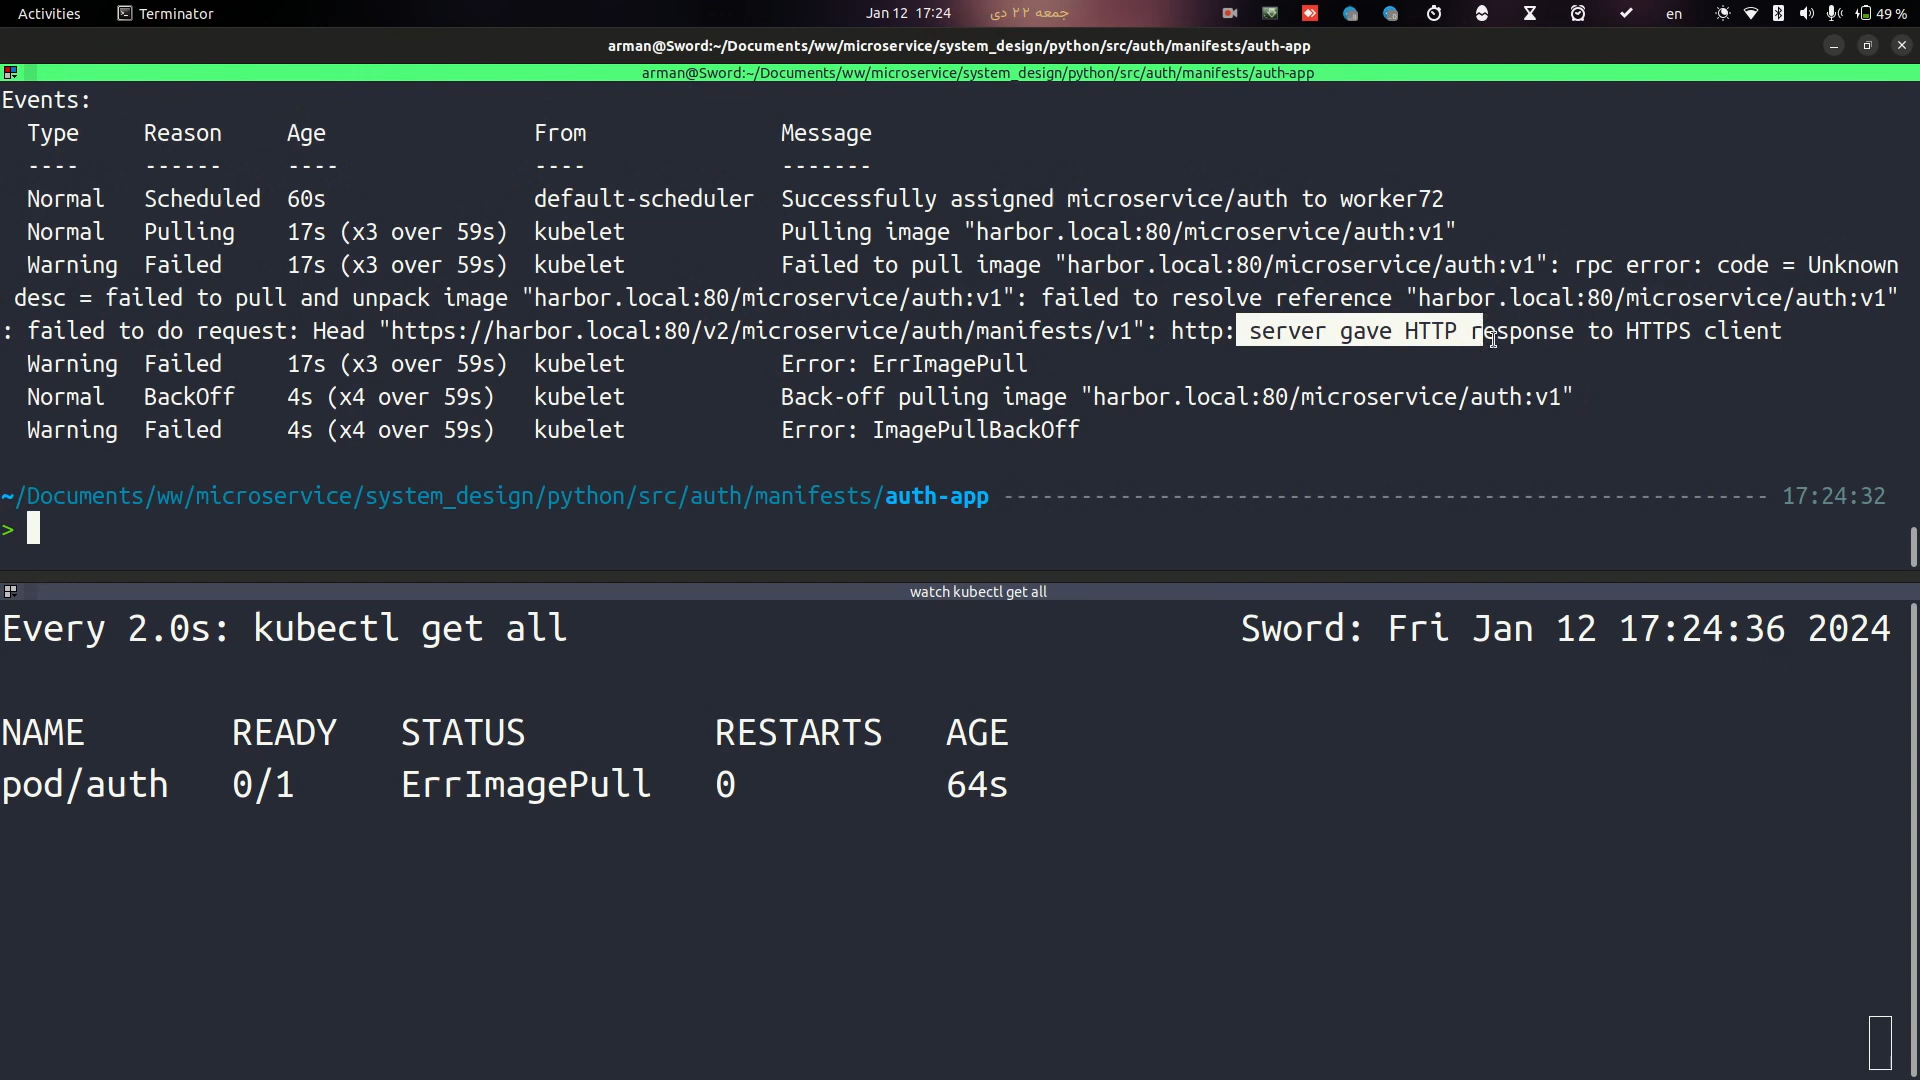 Activities Terminator Jan 12 17:24 جمعه ۲۲ دی en 49 %
arman@Sword:~/Documents/ww/microservice/system_design/python/src/auth/manifests/auth-app
arman@Sword:~/Documents/ww/microservice/system_design/python/src/auth/manifests/auth-app
Events:
Type Reason Age From Message
---- ------ ---- ---- -------
Normal Scheduled 60s default-scheduler Successfully assigned microservice/auth to worker72
Normal Pulling 17s (x3 over 59s) kubelet Pulling image "harbor.local:80/microservice/auth:v1"
Warning Failed 17s (x3 over 59s) kubelet Failed to pull image "harbor.local:80/microservice/auth:v1": rpc error: code = Unknown
desc = failed to pull and unpack image "harbor.local:80/microservice/auth:v1": failed to resolve reference "harbor.local:80/microservice/auth:v1"
: failed to do request: Head "https://harbor.local:80/v2/microservice/auth/manifests/v1": http: server gave HTTP response to HTTPS client
Warning Failed 17s (x3 over 59s) kubelet Error: ErrImagePull
Normal BackOff 4s (x4 over 59s) kubelet Back-off pulling image "harbor.local:80/microservice/auth:v1"
Warning Failed 4s (x4 over 59s) kubelet Error: ImagePullBackOff
~/Documents/ww/microservice/system_design/python/src/auth/manifests/auth-app ----------------------------------------------------------- 17:24:32
>
watch kubectl get all
Every 2.0s: kubectl get all Sword: Fri Jan 12 17:24:36 2024
NAME READY STATUS RESTARTS AGE
pod/auth 0/1 ErrImagePull 0 64s